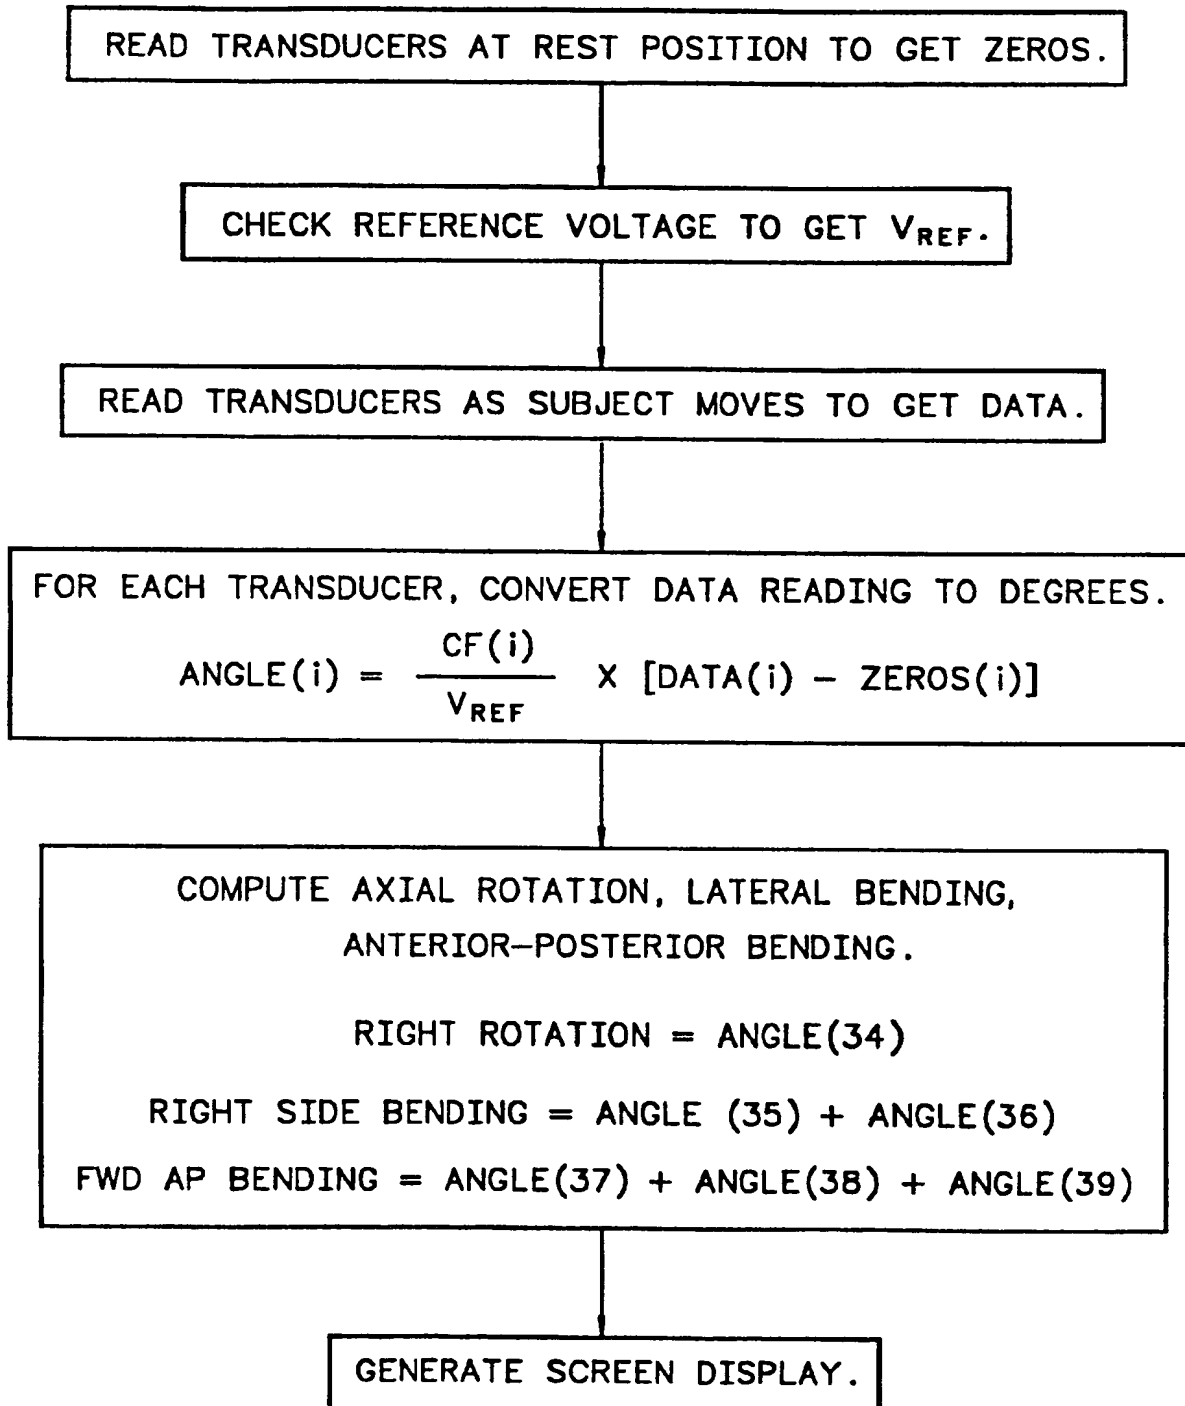 READ TRANSDUCERS AT REST POSITION TO GET ZEROS.
CHECK REFERENCE VOLTAGE TO GET VREF.
READ TRANSDUCERS AS SUBJECT MOVES TO GET DATA.
FOR EACH TRANSDUCER, CONVERT DATA READING TO DEGREES.
ANGLE(i) = CF(i) / VREF X [DATA(i) – ZEROS(i)]
COMPUTE AXIAL ROTATION, LATERAL BENDING,
ANTERIOR–POSTERIOR BENDING.
RIGHT ROTATION = ANGLE(34)
RIGHT SIDE BENDING = ANGLE (35) + ANGLE(36)
FWD AP BENDING = ANGLE(37) + ANGLE(38) + ANGLE(39)
GENERATE SCREEN DISPLAY.